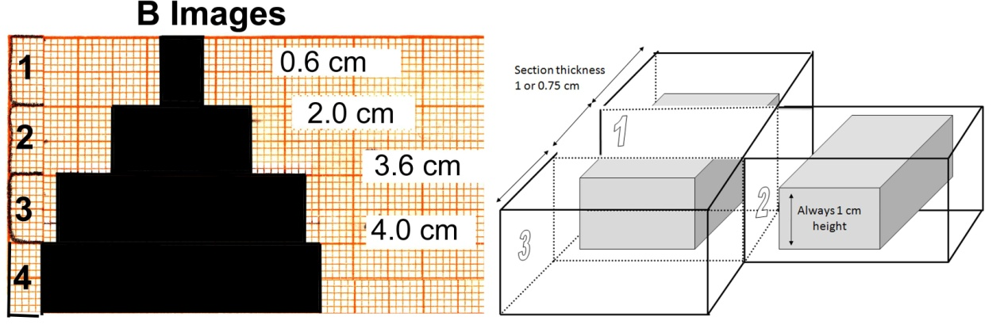 B Images
1
0.6 cm
2
2.0 cm
3
3.6 cm
4
4.0 cm
Section thickness
1 or 0.75 cm
1
2
3
Always 1 cm
height